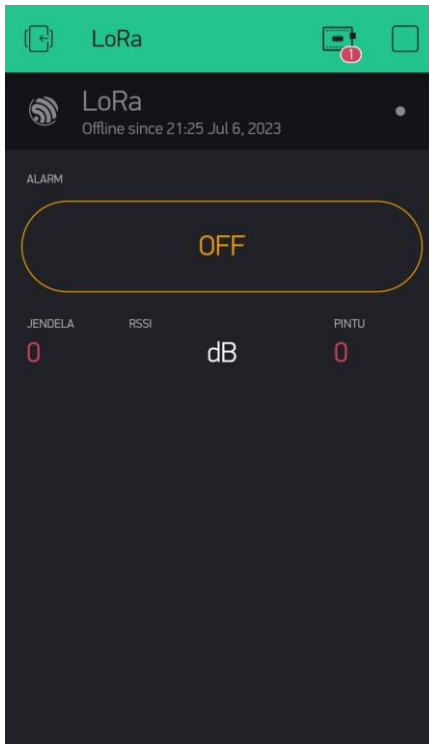 LoRa
1
LoRa
Offline since 21:25 Jul 6, 2023
ALARM
OFF
JENDELA RSSI PINTU
0 dB 0